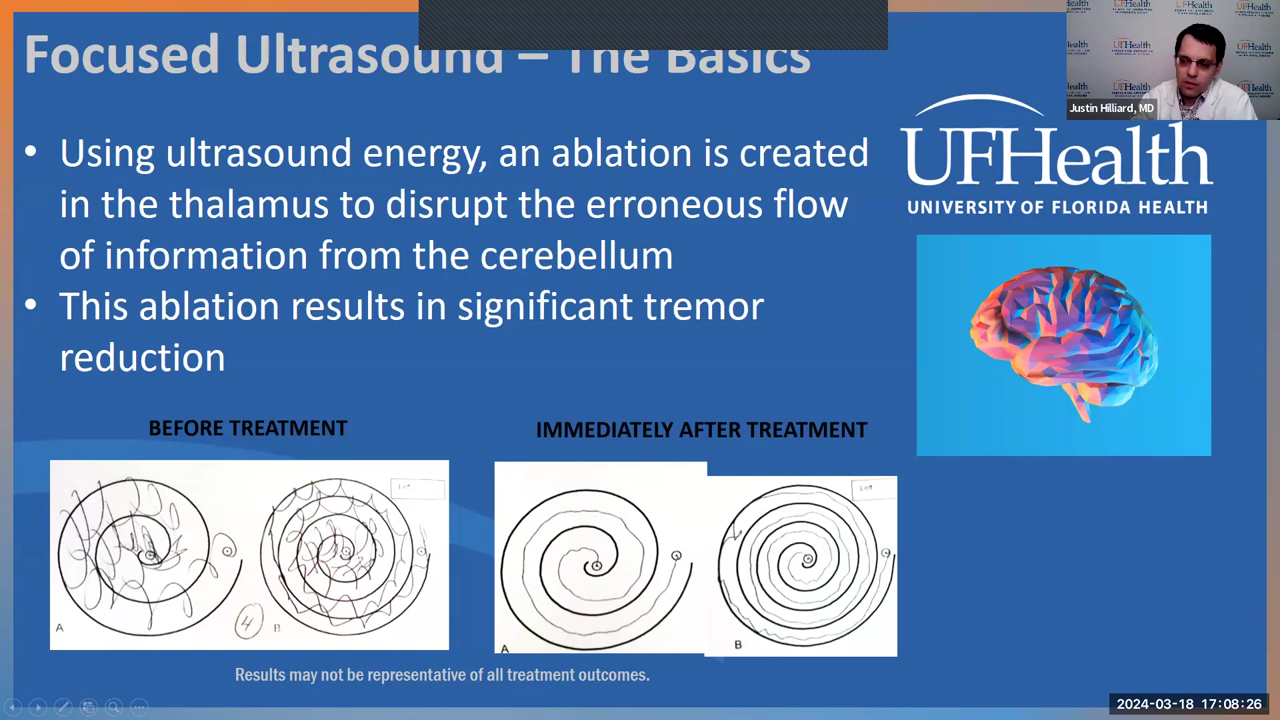 Focused Ultrasound – The Basics
Justin Hilliard, MD
UFHealth
UNIVERSITY OF FLORIDA HEALTH
• Using ultrasound energy, an ablation is created
in the thalamus to disrupt the erroneous flow
of information from the cerebellum
• This ablation results in significant tremor
reduction
BEFORE TREATMENT
IMMEDIATELY AFTER TREATMENT
Left
Left
A
4
B
A
B
Results may not be representative of all treatment outcomes.
2024-03-18 17:08:26